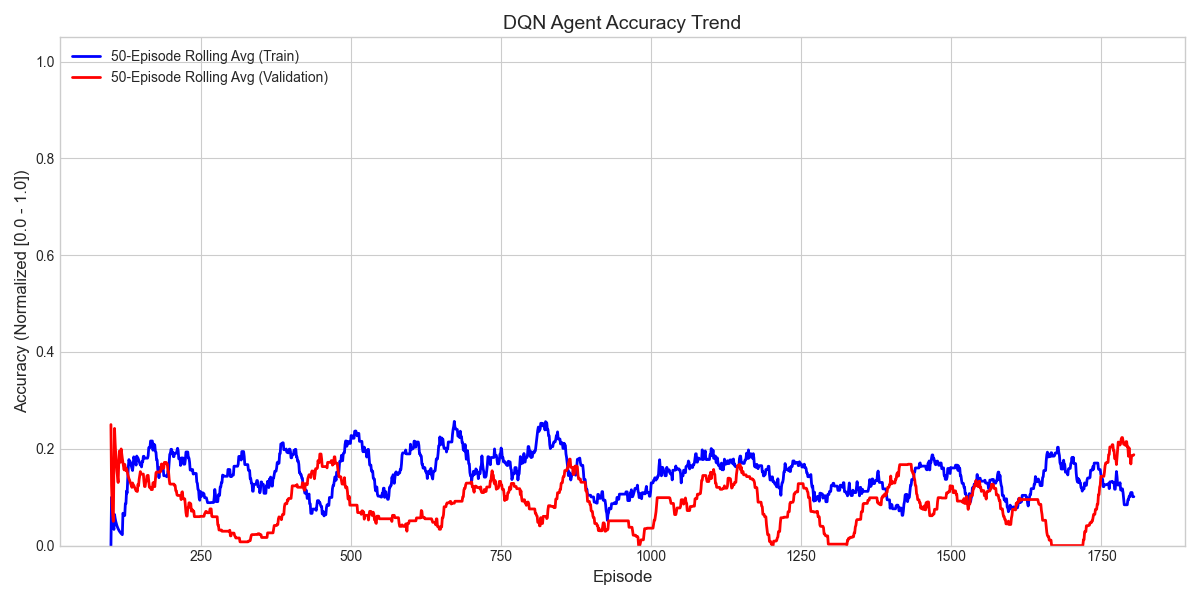 DQN Agent Accuracy Trend
50-Episode Rolling Avg (Train)
50-Episode Rolling Avg (Validation)
Accuracy (Normalized [0.0 - 1.0])
1.0
0.8
0.6
0.4
0.2
0.0
250 500 750 1000 1250 1500 1750
Episode